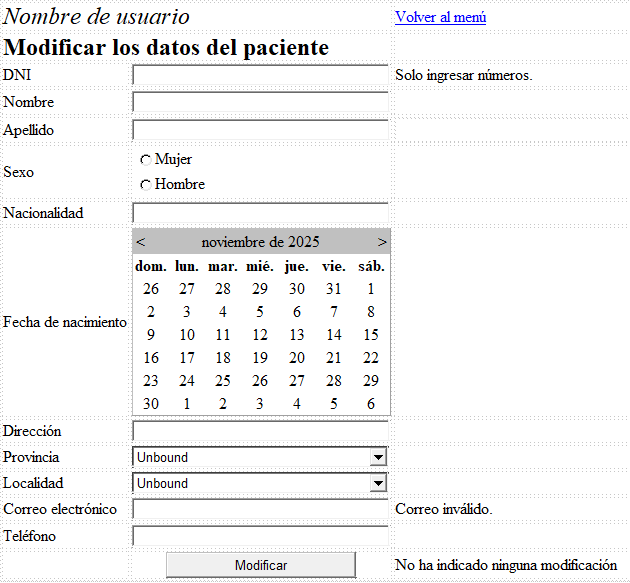 Nombre de usuario Volver al menú
Modificar los datos del paciente
DNI Solo ingresar números.
Nombre
Apellido
Sexo
Mujer
Hombre
Nacionalidad
Fecha de nacimiento
< noviembre de 2025 >
dom. lun. mar. mié. jue. vie. sáb.
26 27 28 29 30 31 1
2 3 4 5 6 7 8
9 10 11 12 13 14 15
16 17 18 19 20 21 22
23 24 25 26 27 28 29
30 1 2 3 4 5 6
Dirección
Provincia Unbound
Localidad Unbound
Correo electrónico Correo inválido.
Teléfono
Modificar No ha indicado ninguna modificación